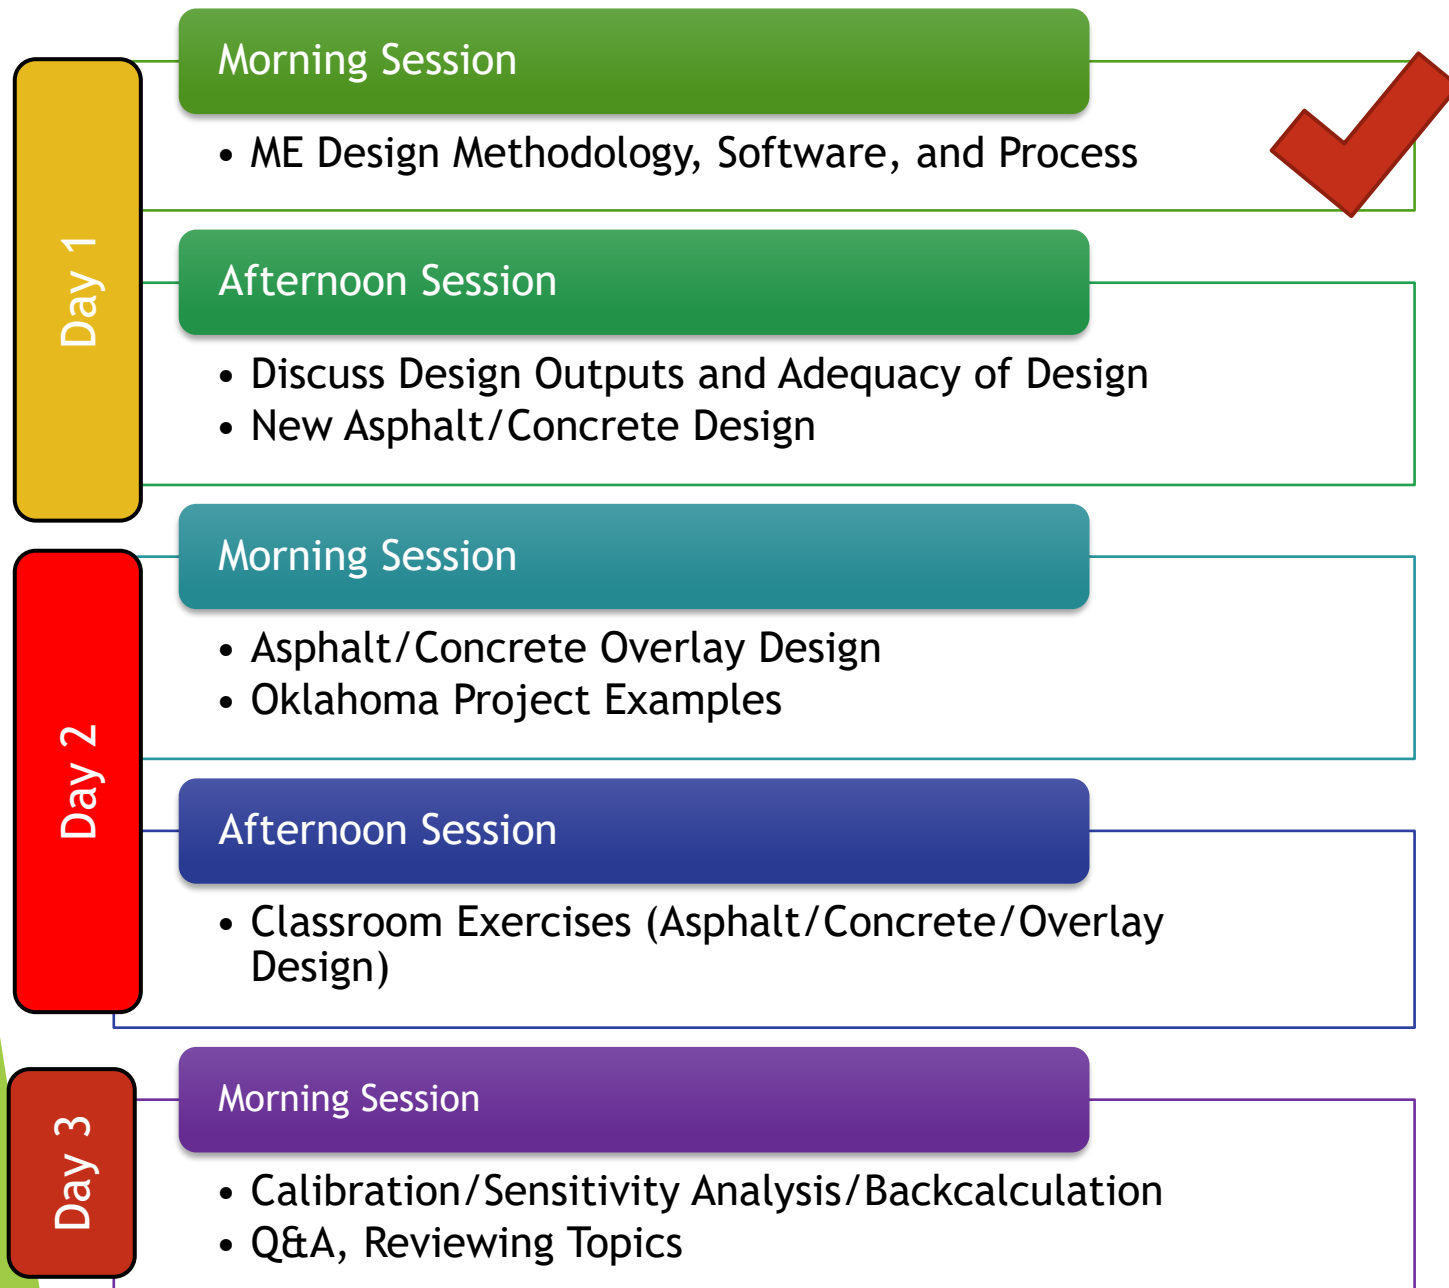 Day 1
Morning Session
• ME Design Methodology, Software, and Process
Afternoon Session
• Discuss Design Outputs and Adequacy of Design
• New Asphalt/Concrete Design
Day 2
Morning Session
• Asphalt/Concrete Overlay Design
• Oklahoma Project Examples
Afternoon Session
• Classroom Exercises (Asphalt/Concrete/Overlay
Design)
Day 3
Morning Session
• Calibration/Sensitivity Analysis/Backcalculation
• Q&A, Reviewing Topics